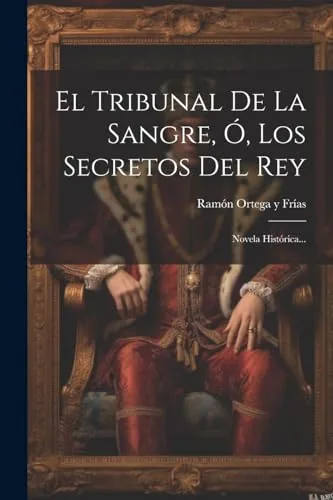 El Tribunal De La
Sangre, Ó, Los
Secretos Del Rey
Ramón Ortega y Frías
Novela Histórica...